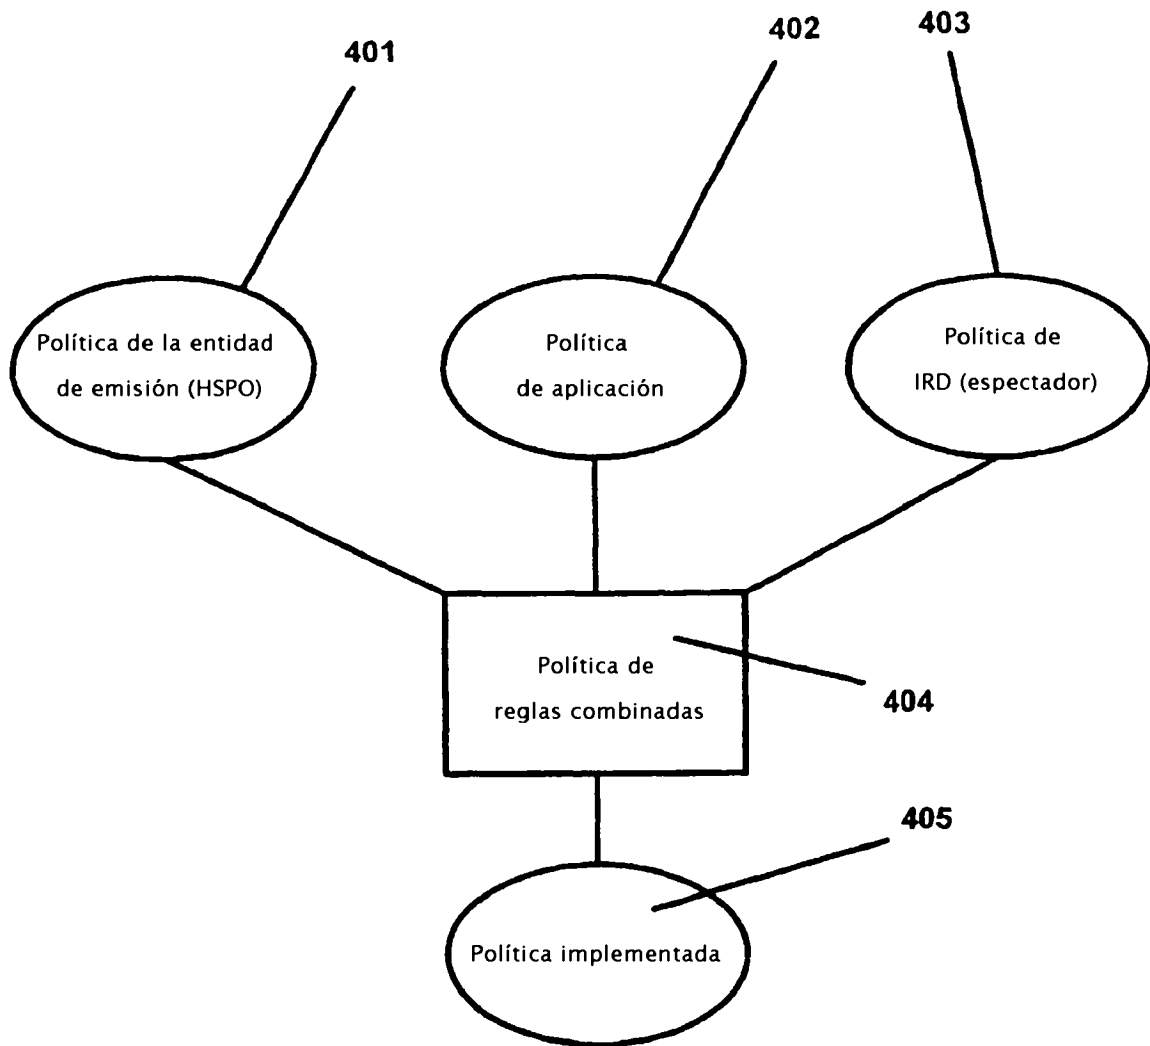 401
402
403
Política de la entidad
de emisión (HSPO)
Política
de aplicación
Política de
IRD (espectador)
Política de
reglas combinadas
404
405
Política implementada